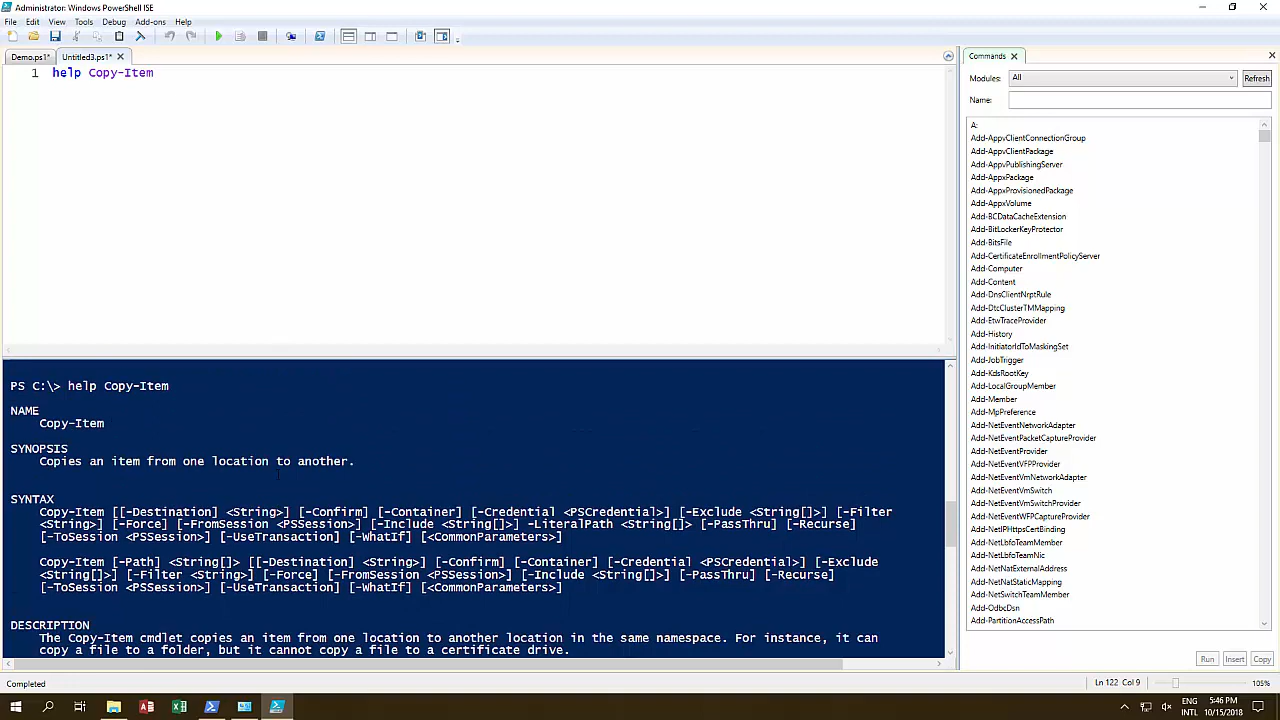 Administrator: Windows PowerShell ISE
File Edit View Tools Debug Add-ons Help
Demo.ps1* Untitled3.ps1*
1 help Copy-Item
PS C:\> help Copy-Item
NAME
Copy-Item
SYNOPSIS
Copies an item from one location to another.
SYNTAX
Copy-Item [[-Destination] <String>] [-Confirm] [-Container] [-Credential <PSCredential>] [-Exclude <String[]>] [-Filter
<String>] [-Force] [-FromSession <PSSession>] [-Include <String[]>] -LiteralPath <String[]> [-PassThru] [-Recurse]
[-ToSession <PSSession>] [-UseTransaction] [-WhatIf] [<CommonParameters>]
Copy-Item [-Path] <String[]> [[-Destination] <String>] [-Confirm] [-Container] [-Credential <PSCredential>] [-Exclude
<String[]>] [-Filter <String>] [-Force] [-FromSession <PSSession>] [-Include <String[]>] [-PassThru] [-Recurse]
[-ToSession <PSSession>] [-UseTransaction] [-WhatIf] [<CommonParameters>]
DESCRIPTION
The Copy-Item cmdlet copies an item from one location to another location in the same namespace. For instance, it can
copy a file to a folder, but it cannot copy a file to a certificate drive.
Commands
Modules: All Refresh
Name:
A:
Add-AppvClientConnectionGroup
Add-AppvClientPackage
Add-AppvPublishingServer
Add-AppxPackage
Add-AppxProvisionedPackage
Add-AppxVolume
Add-BCDataCacheExtension
Add-BitLockerKeyProtector
Add-BitsFile
Add-CertificateEnrollmentPolicyServer
Add-Computer
Add-Content
Add-DnsClientNrptRule
Add-DtcClusterTMMapping
Add-EtwTraceProvider
Add-History
Add-InitiatorIdToMaskingSet
Add-JobTrigger
Add-KdsRootKey
Add-LocalGroupMember
Add-Member
Add-MpPreference
Add-NetEventNetworkAdapter
Add-NetEventPacketCaptureProvider
Add-NetEventProvider
Add-NetEventVFPProvider
Add-NetEventVmNetworkAdapter
Add-NetEventVmSwitch
Add-NetEventVmSwitchProvider
Add-NetEventWFPCaptureProvider
Add-NetIPHttpsCertBinding
Add-NetLbfoTeamMember
Add-NetLbfoTeamNic
Add-NetNatExternalAddress
Add-NetNatStaticMapping
Add-NetSwitchTeamMember
Add-OdbcDsn
Add-PartitionAccessPath
Run Insert Copy
Completed Ln 122 Col 9 105%
ENG 5:46 PM
INTL 10/15/2018